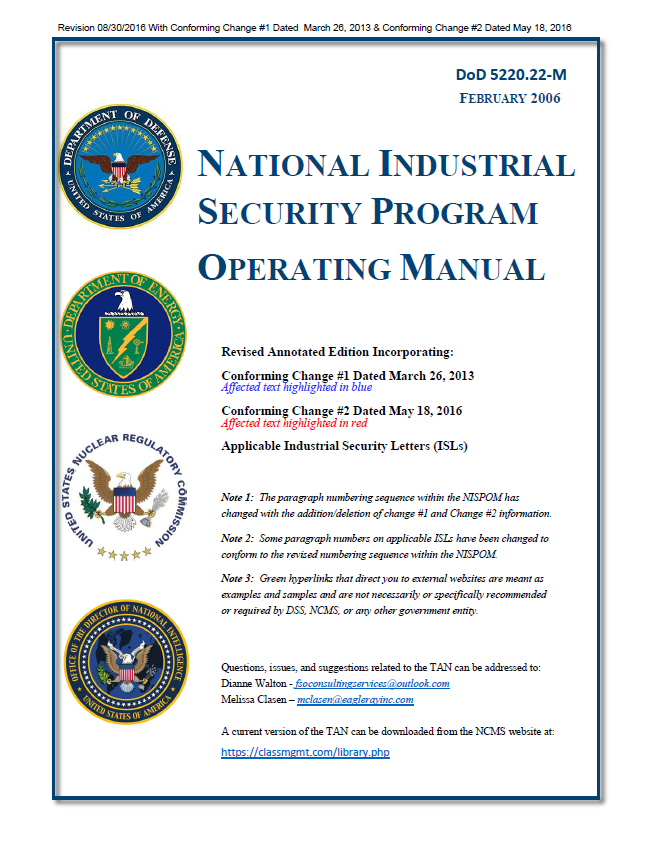 Revision 08/30/2016 With Conforming Change #1 Dated  March 26, 2013 & Conforming Change #2 Dated May 18, 2016
DoD 5220.22-M
FEBRUARY 2006
DEPARTMENT OF DEFENSE
UNITED STATES OF AMERICA
NATIONAL INDUSTRIAL
SECURITY PROGRAM
OPERATING MANUAL
DEPARTMENT OF ENERGY
UNITED STATES OF AMERICA
Revised Annotated Edition Incorporating:
Conforming Change #1 Dated March 26, 2013
Affected text highlighted in blue
Conforming Change #2 Dated May 18, 2016
Affected text highlighted in red
Applicable Industrial Security Letters (ISLs)
UNITED STATES NUCLEAR REGULATORY COMMISSION
Note 1:  The paragraph numbering sequence within the NISPOM has
changed with the addition/deletion of change #1 and Change #2 information.
Note 2:  Some paragraph numbers on applicable ISLs have been changed to
conform to the revised numbering sequence within the NISPOM.
Note 3:  Green hyperlinks that direct you to external websites are meant as
examples and samples and are not necessarily or specifically recommended
or required by DSS, NCMS, or any other government entity.
OFFICE OF THE DIRECTOR OF NATIONAL INTELLIGENCE
UNITED STATES OF AMERICA
Questions, issues, and suggestions related to the TAN can be addressed to:
Dianne Walton - fsoconsultingservices@outlook.com
Melissa Clasen – mclasen@eaglerayinc.com
A current version of the TAN can be downloaded from the NCMS website at:
https://classmgmt.com/library.php